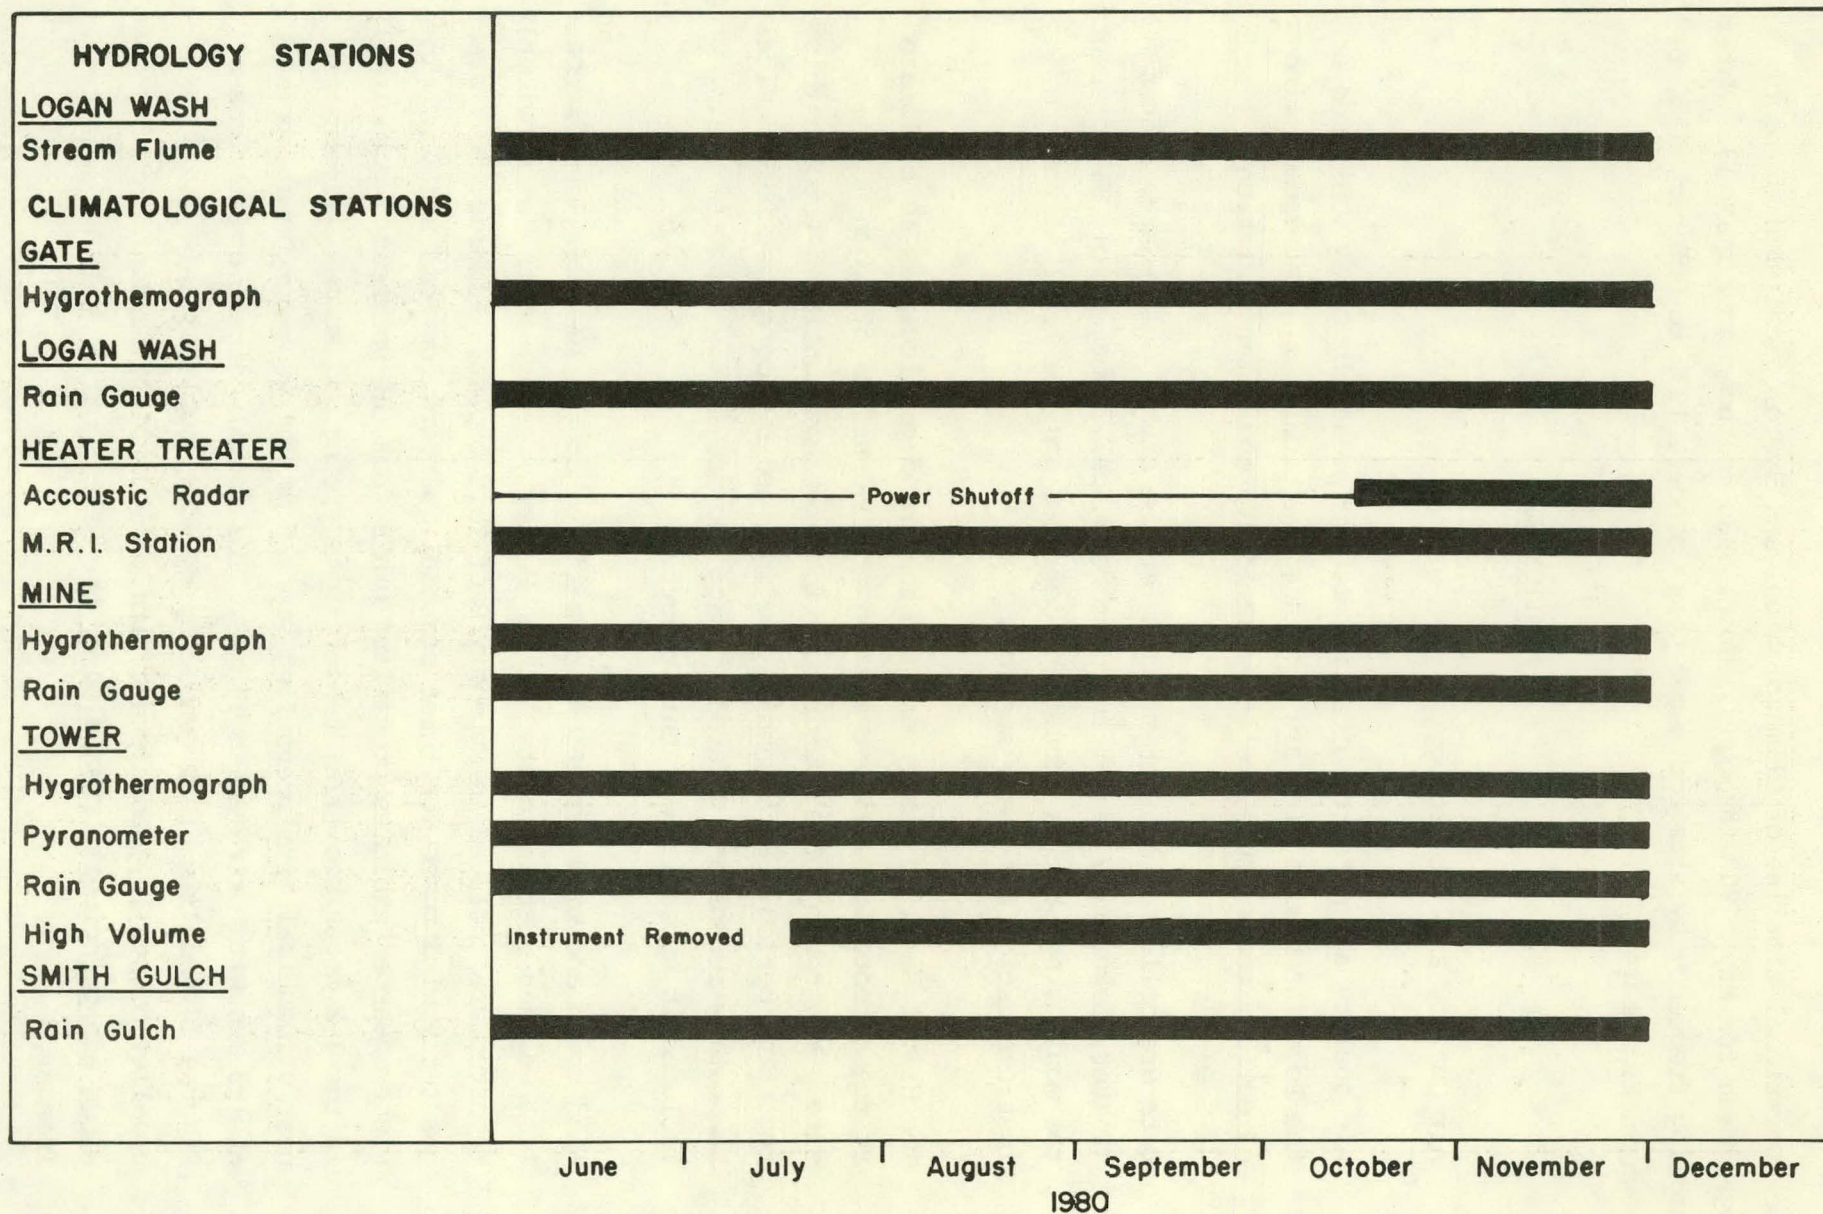 HYDROLOGY STATIONS
LOGAN WASH
Stream Flume
CLIMATOLOGICAL STATIONS
GATE
Hygrothemograph
LOGAN WASH
Rain Gauge
HEATER TREATER
Accoustic Radar
Power Shutoff
M.R.I. Station
MINE
Hygrothermograph
Rain Gauge
TOWER
Hygrothermograph
Pyranometer
Rain Gauge
High Volume
Instrument Removed
SMITH GULCH
Rain Gulch
June July August September October November December
1980